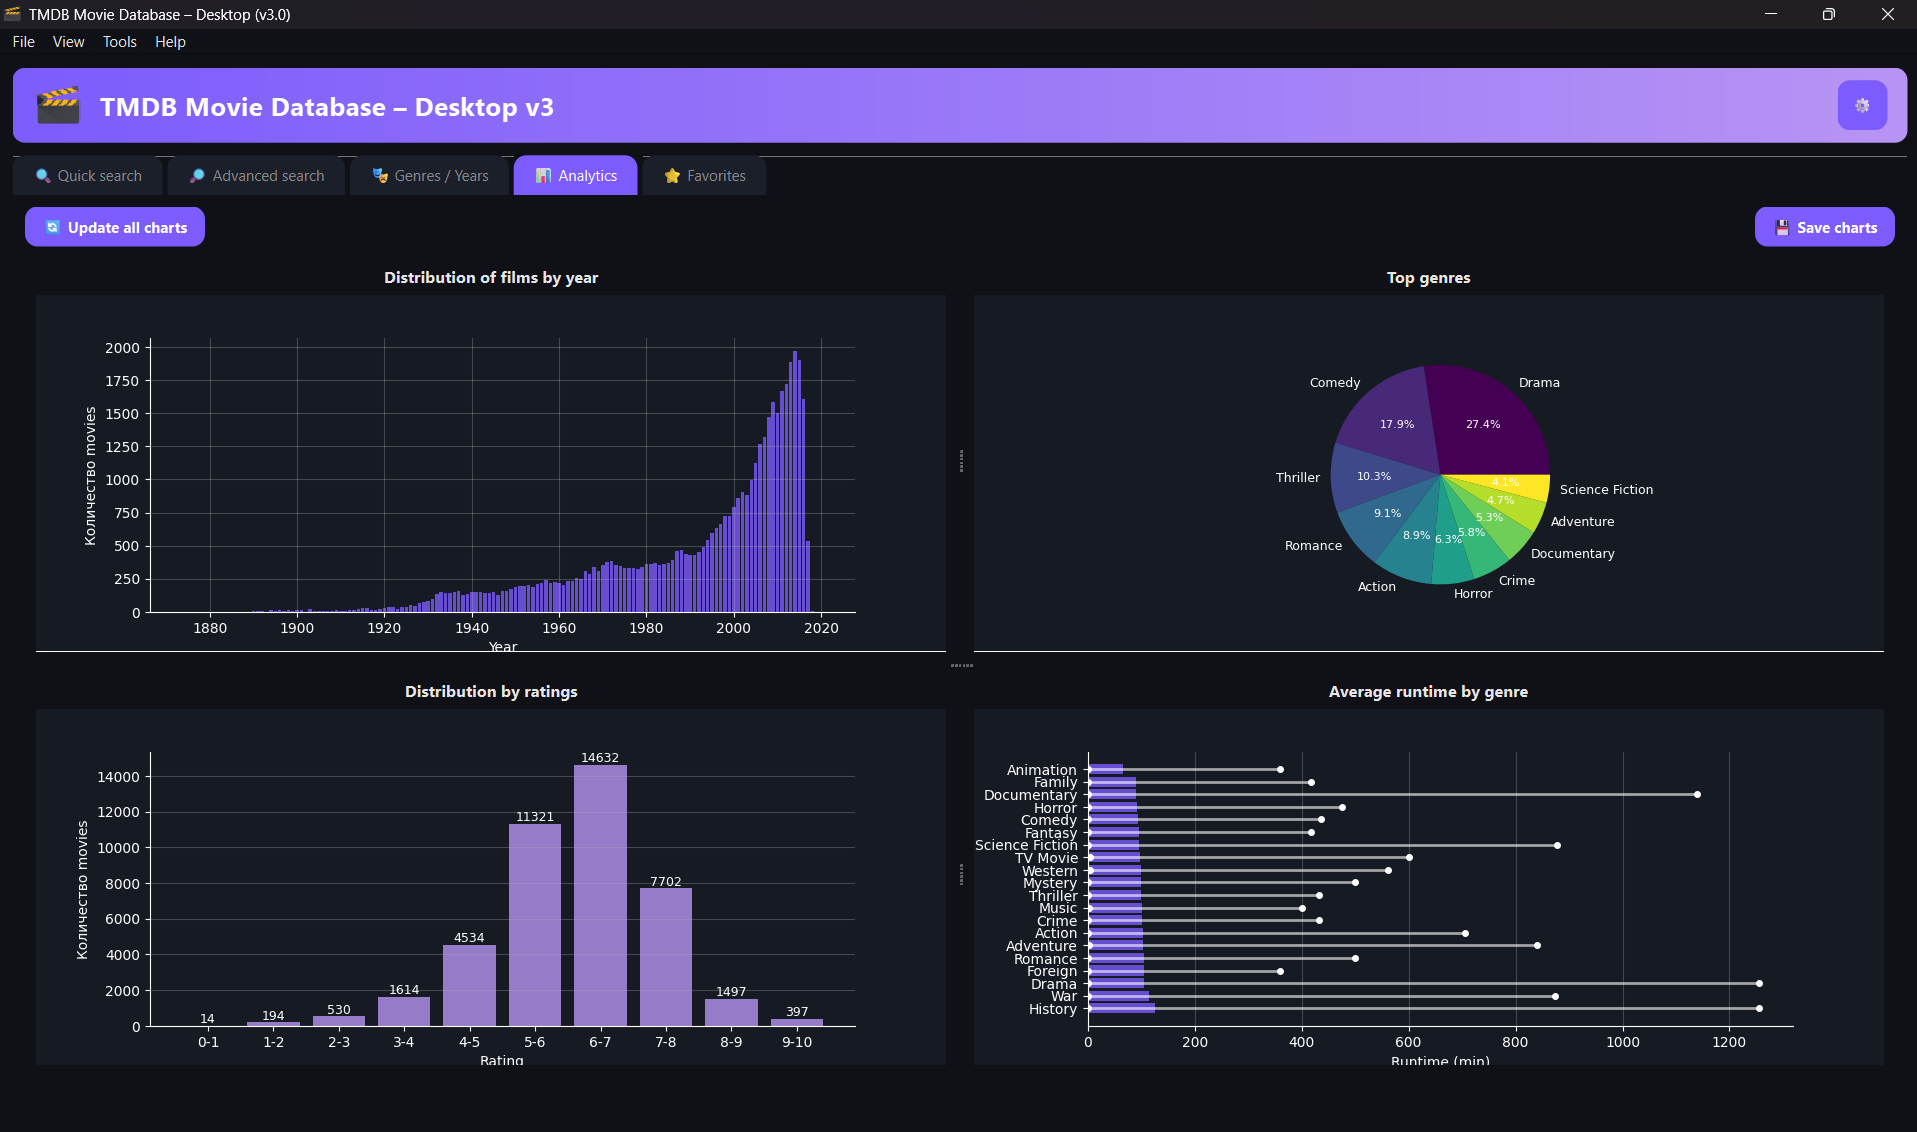 TMDB Movie Database – Desktop (v3.0)
File View Tools Help
TMDB Movie Database – Desktop v3
Quick search
Advanced search
Genres / Years
Analytics
Favorites
Update all charts
Save charts
Distribution of films by year
Количество movies
2000
1750
1500
1250
1000
750
500
250
0
1880 1900 1920 1940 1960 1980 2000 2020
Year
Top genres
Comedy
Drama
17.9%
27.4%
Thriller
10.3%
4.1%
Science Fiction
4.7%
9.1%
5.3%
Adventure
8.9%
6.3%
5.8%
Romance
Documentary
Action
Crime
Horror
Distribution by ratings
Количество movies
14000
12000
10000
8000
6000
4000
2000
0
14
194
530
1614
4534
11321
14632
7702
1497
397
0-1 1-2 2-3 3-4 4-5 5-6 6-7 7-8 8-9 9-10
Rating
Average runtime by genre
Animation
Family
Documentary
Horror
Comedy
Fantasy
Science Fiction
TV Movie
Western
Mystery
Thriller
Music
Crime
Action
Adventure
Romance
Foreign
Drama
War
History
0 200 400 600 800 1000 1200
Runtime (min)